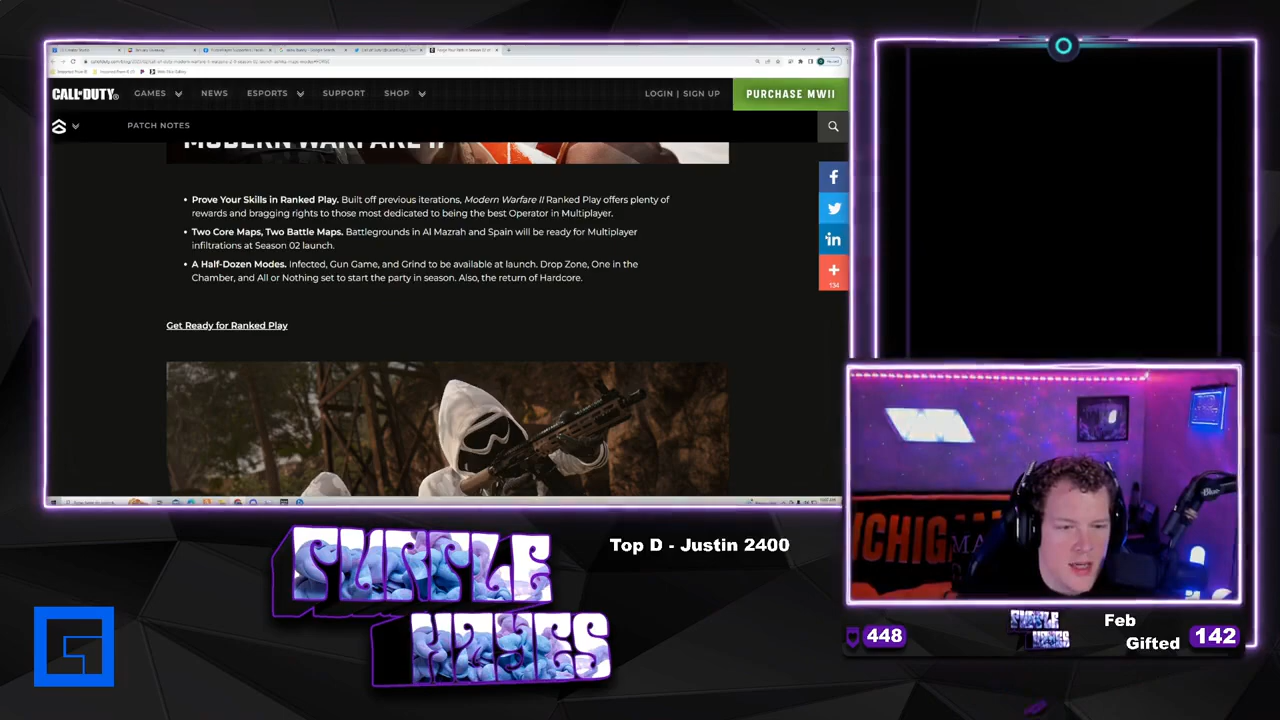 CALL OF DUTY
GAMES
NEWS
ESPORTS
SUPPORT
SHOP
LOGIN | SIGN UP
PURCHASE MWII
PATCH NOTES
MODERN WARFARE II
• Prove Your Skills in Ranked Play. Built off previous iterations, Modern Warfare II Ranked Play offers plenty of
rewards and bragging rights to those most dedicated to being the best Operator in Multiplayer.
• Two Core Maps, Two Battle Maps. Battlegrounds in Al Mazrah and Spain will be ready for Multiplayer
infiltrations at Season 02 launch.
• A Half-Dozen Modes. Infected, Gun Game, and Grind to be available at launch. Drop Zone, One in the
Chamber, and All or Nothing set to start the party in season. Also, the return of Hardcore.
134
Get Ready for Ranked Play
Top D - Justin 2400
Blue
448
Feb
Gifted
142